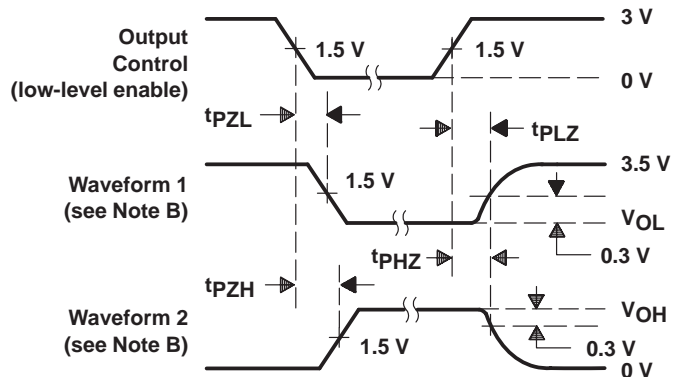 3 V
Output
Control
(low-level enable)
1.5 V
1.5 V
0 V
tPZL
tPLZ
Waveform 1
(see Note B)
1.5 V
3.5 V
VOL
0.3 V
tPHZ
tPZH
Waveform 2
(see Note B)
1.5 V
VOH
0.3 V
0 V